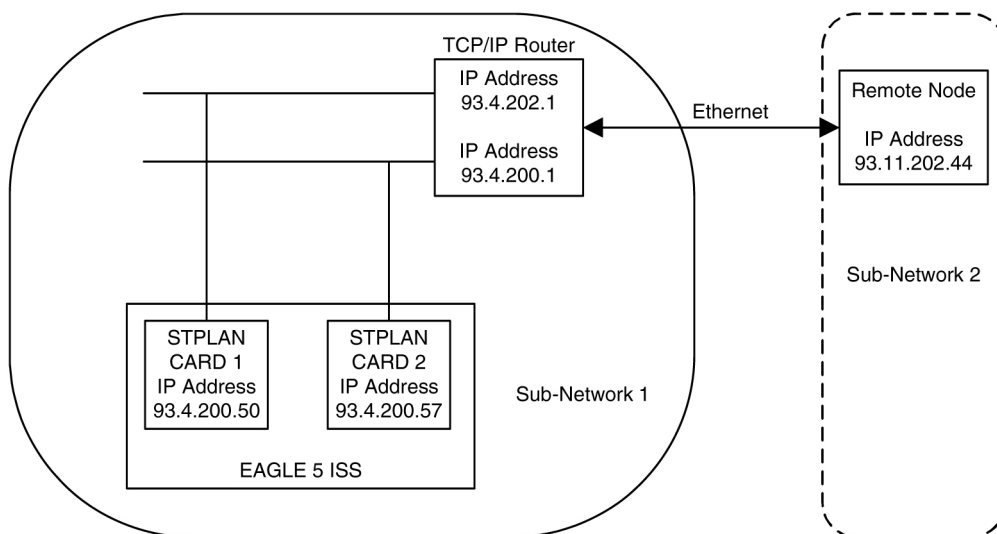 TCP/IP Router
IP Address
93.4.202.1
IP Address
93.4.200.1
Ethernet
Remote Node
IP Address
93.11.202.44
Sub-Network 2
STPLAN
CARD 1
IP Address
93.4.200.50
STPLAN
CARD 2
IP Address
93.4.200.57
Sub-Network 1
EAGLE 5 ISS